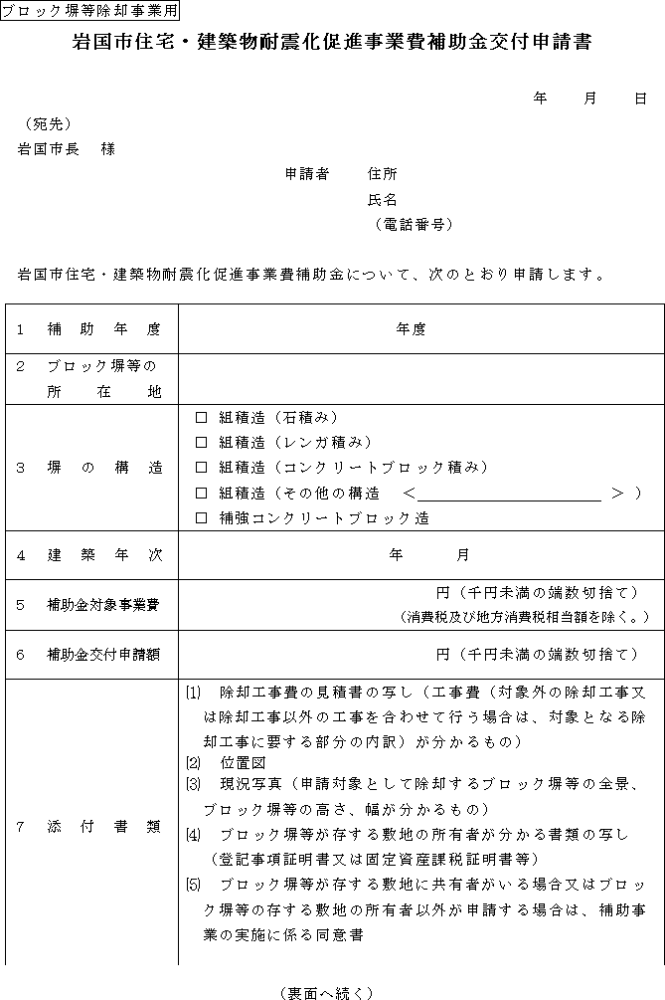 ブロック塀等除却事業用
岩国市住宅・建築物耐震化促進事業費補助金交付申請書
年　　月　　日
（宛先）
岩国市長　様
申請者　　住所
氏名
（電話番号）
岩国市住宅・建築物耐震化促進事業費補助金について、次のとおり申請します。
1　補　助　年　度　　年度
2　ブロック塀等の
所　在　地
3　塀　の　構　造
□ 組積造（石積み）
□ 組積造（レンガ積み）
□ 組積造（コンクリートブロック積み）
□ 組積造（その他の構造　＜＿＿＿＿＿＿＿＿＿＿＿＞）
□ 補強コンクリートブロック造
4　建　築　年　次　　年　　　月
5　補助金対象事業費　　円（千円未満の端数切捨て）
（消費税及び地方消費税相当額を除く。）
6　補助金交付申請額　　円（千円未満の端数切捨て）
7　添　付　書　類
⑴　除却工事費の見積書の写し（工事費（対象外の除却工事又
は除却工事以外の工事を合わせて行う場合は、対象となる除
却工事に要する部分の内訳）が分かるもの）
⑵　位置図
⑶　現況写真（申請対象として除却するブロック塀等の全景、
ブロック塀等の高さ、幅が分かるもの）
⑷　ブロック塀等が存する敷地の所有者が分かる書類の写し
（登記事項証明書又は固定資産課税証明書等）
⑸　ブロック塀等が存する敷地に共有者がいる場合又はブロッ
ク塀等の存する敷地の所有者以外が申請する場合は、補助事
業の実施に係る同意書
（裏面へ続く）